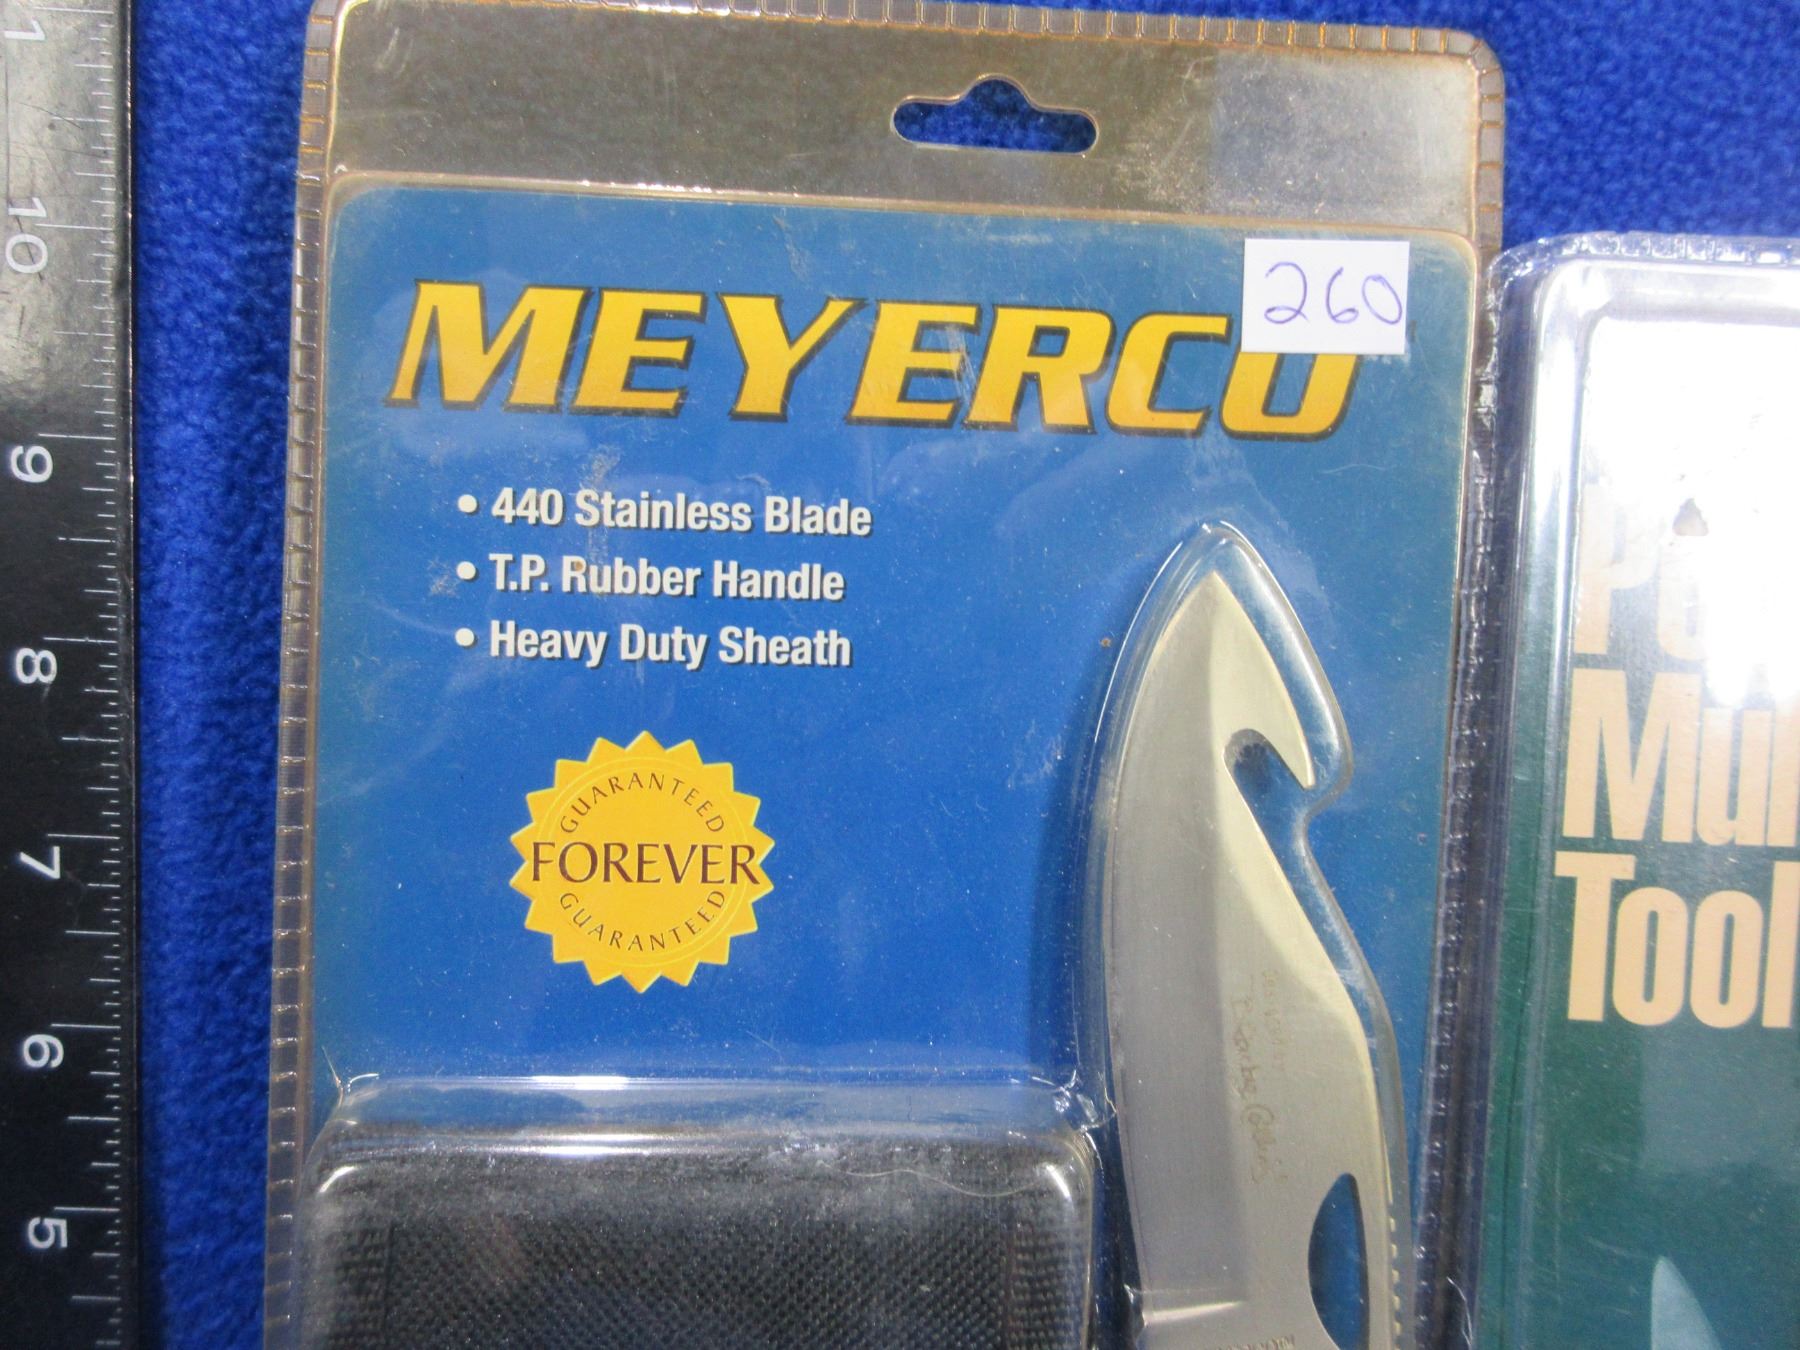 MEYERCO
260
• 440 Stainless Blade
• T.P. Rubber Handle
• Heavy Duty Sheath
GUARANTEED
FOREVER
GUARANTEED
Mul
Tool
10
9
8
7
6
5